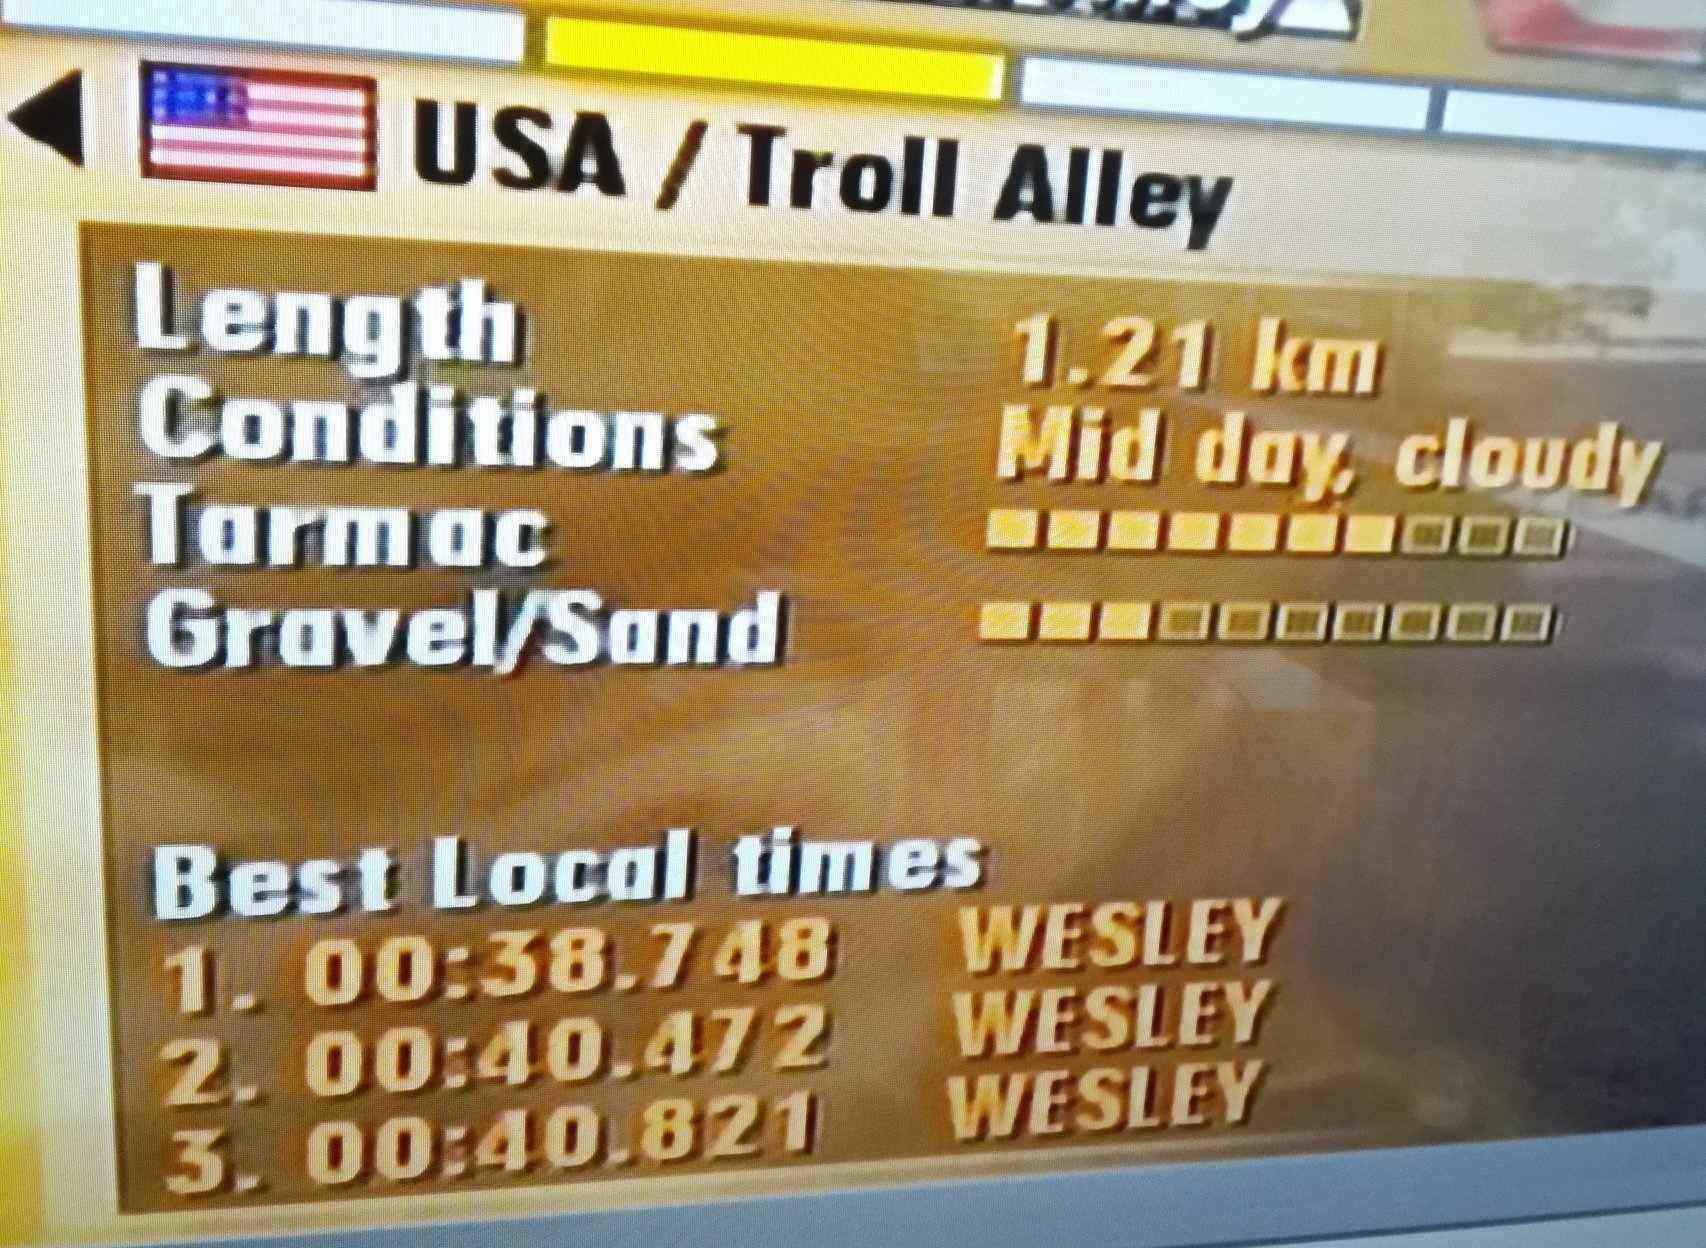 USA / Troll Alley
Length 1.21 km
Conditions Mid day, cloudy
Tarmac
Gravel/Sand
Best Local times
1. 00:38.748 WESLEY
2. 00:40.472 WESLEY
3. 00:40.821 WESLEY